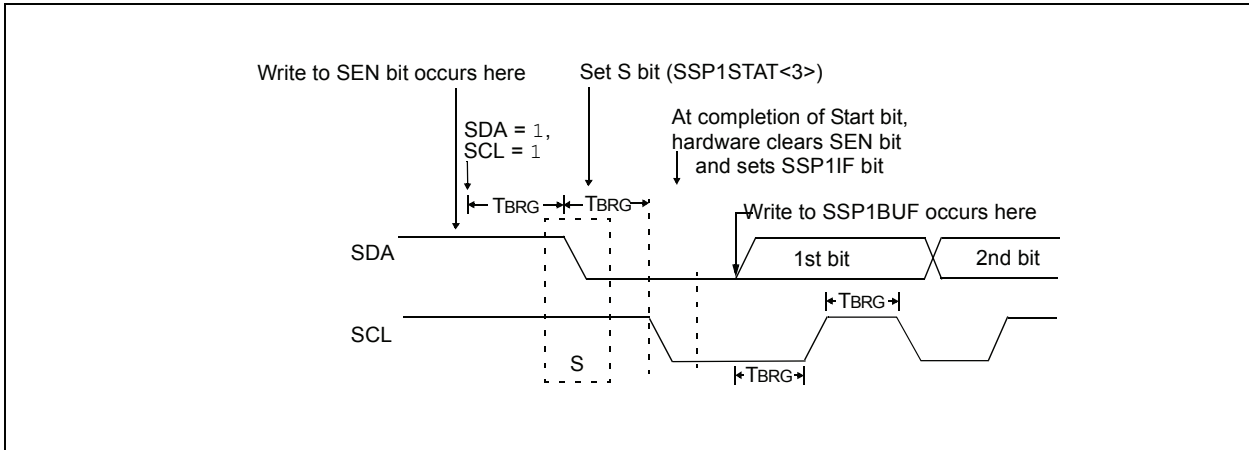 Write to SEN bit occurs here
Set S bit (SSP1STAT<3>)
At completion of Start bit,
hardware clears SEN bit
and sets SSP1IF bit
SDA = 1,
SCL = 1
TBRG
TBRG
Write to SSP1BUF occurs here
SDA
1st bit
2nd bit
TBRG
SCL
S
TBRG